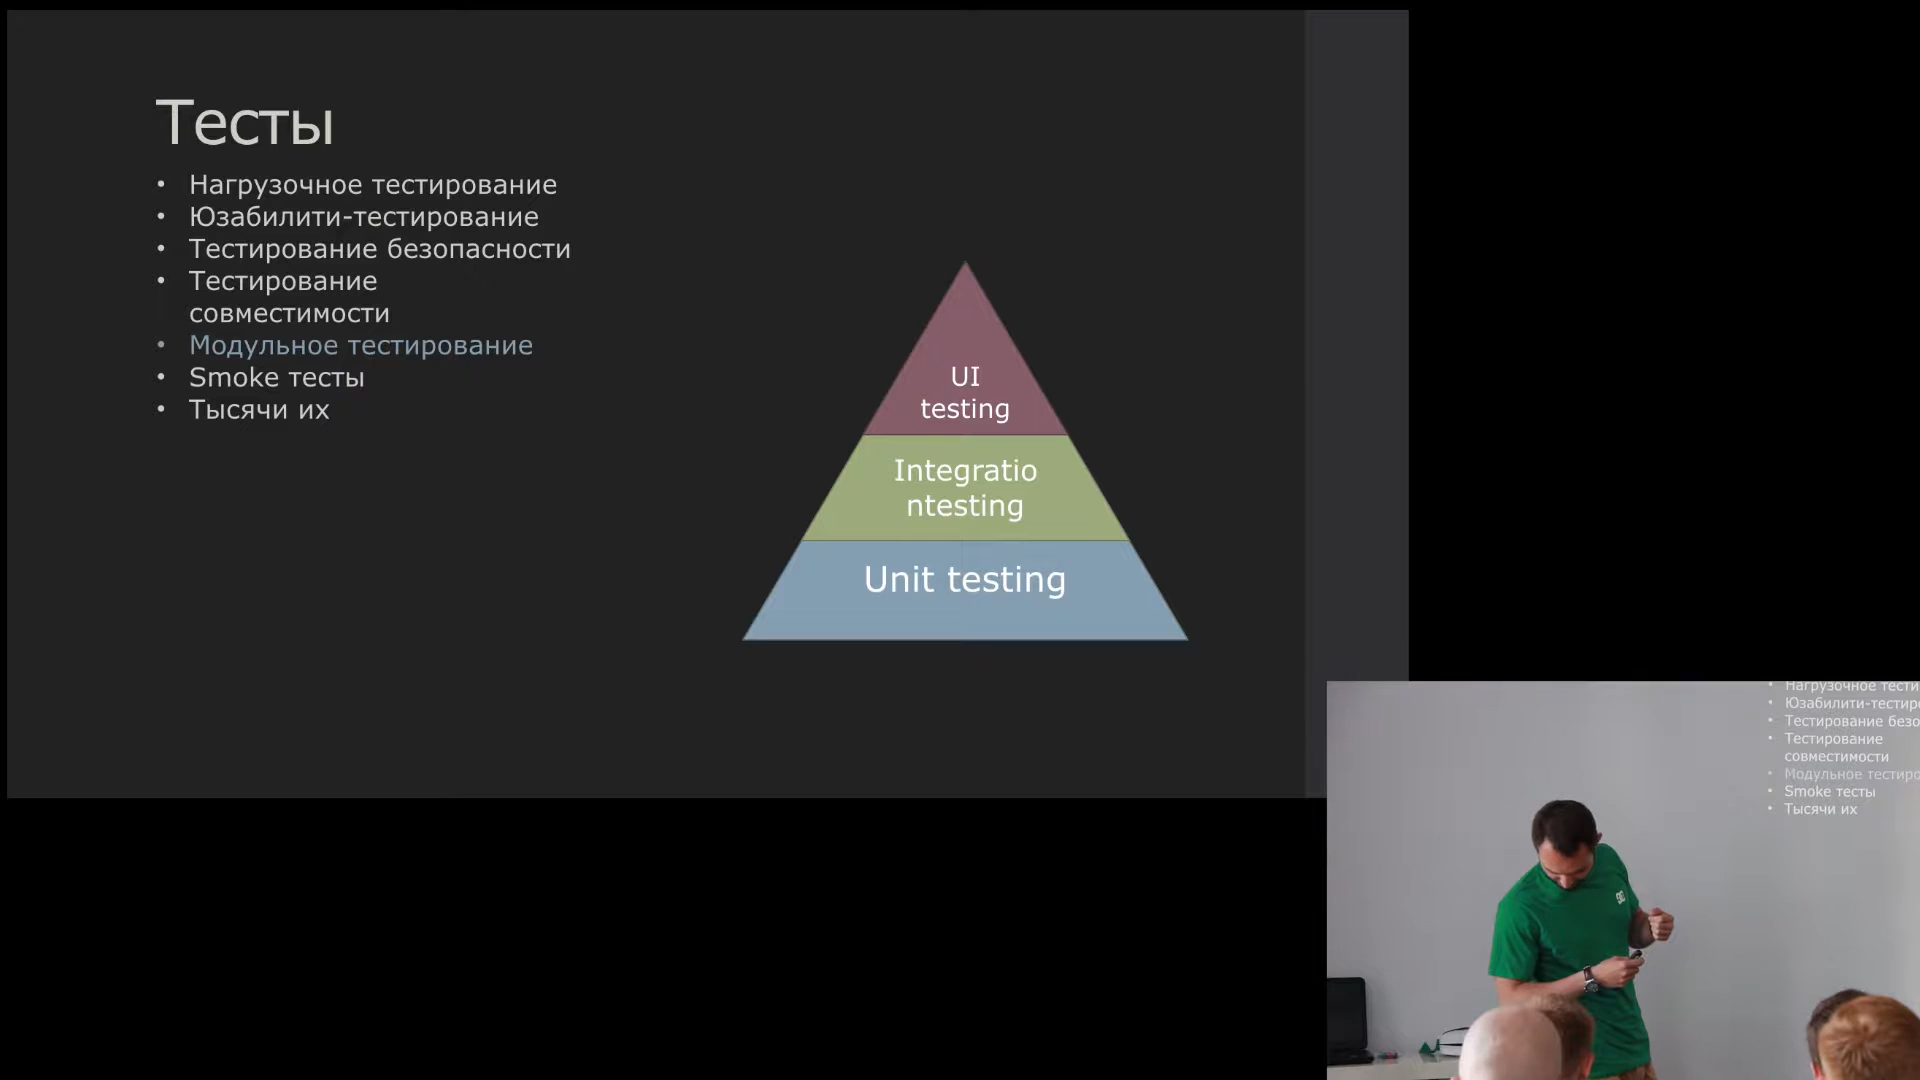 Тесты
• Нагрузочное тестирование
• Юзабилити-тестирование
• Тестирование безопасности
• Тестирование
совместимости
• Модульное тестирование
• Smoke тесты
• Тысячи их
UI
testing
Integratio
ntesting
Unit testing
• Нагрузочное тести
• Юзабилити-тестир
• Тестирование безо
• Тестирование
совместимости
• Модульное тестиро
• Smoke тесты
• Тысячи их